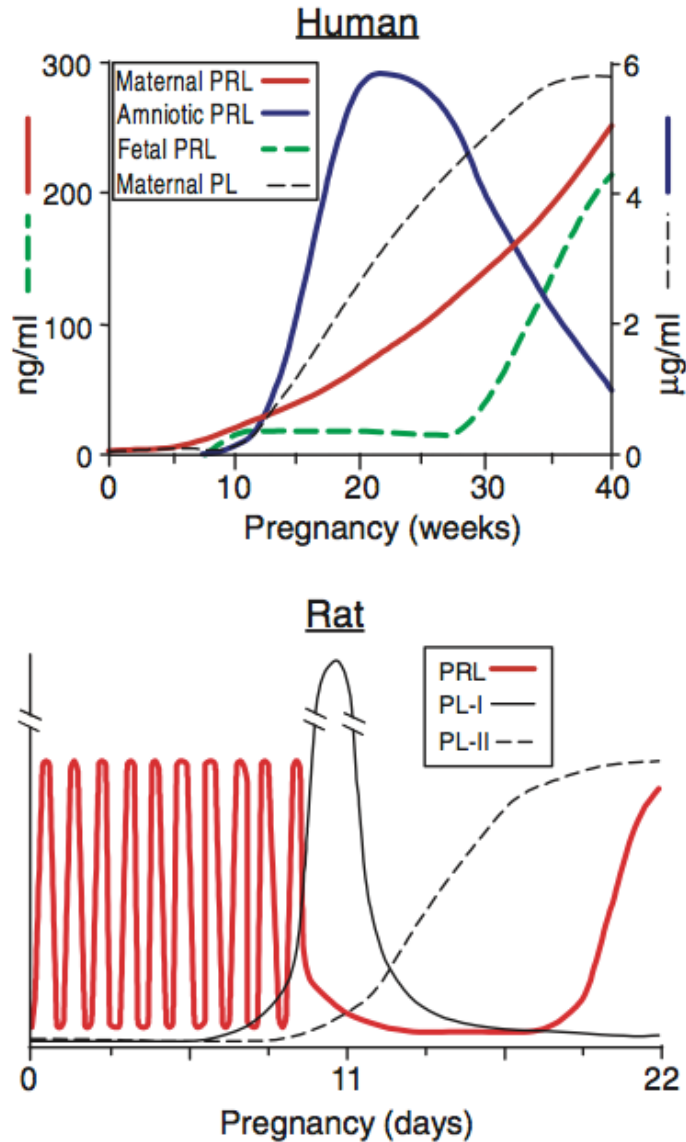 Human
300
200
100
0
ng/ml
Maternal PRL
Amniotic PRL
Fetal PRL
Maternal PL
6
4
2
0
µg/ml
0 10 20 30 40
Pregnancy (weeks)
Rat
PRL
PL-I
PL-II
0 11 22
Pregnancy (days)